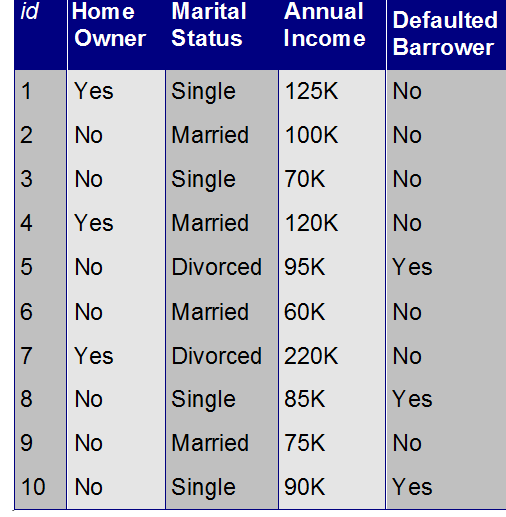 id Home Owner Marital Status Annual Income Defaulted Barrower
1 Yes Single 125K No
2 No Married 100K No
3 No Single 70K No
4 Yes Married 120K No
5 No Divorced 95K Yes
6 No Married 60K No
7 Yes Divorced 220K No
8 No Single 85K Yes
9 No Married 75K No
10 No Single 90K Yes